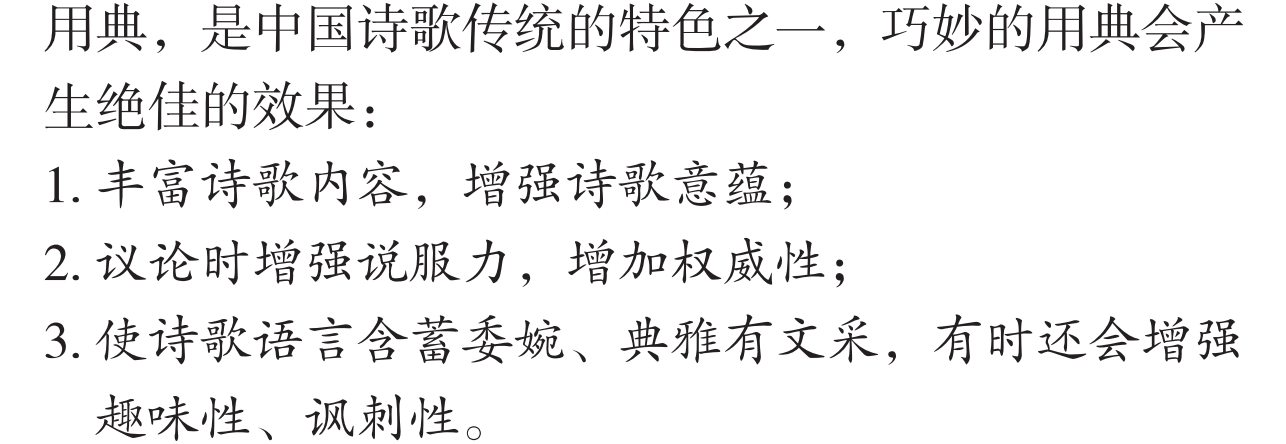 用典，是中国诗歌传统的特色之一，巧妙的用典会产
生绝佳的效果：
1. 丰富诗歌内容，增强诗歌意蕴；
2. 议论时增强说服力，增加权威性；
3. 使诗歌语言含蓄委婉、典雅有文采，有时还会增强
趣味性、讽刺性。